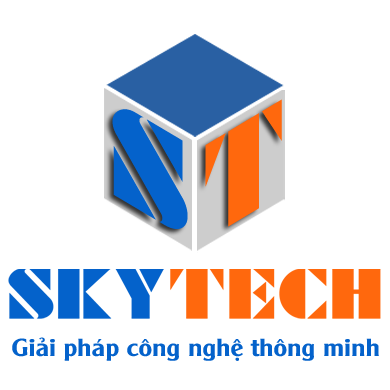 ST
SKYTECH
Giải pháp công nghệ thông minh